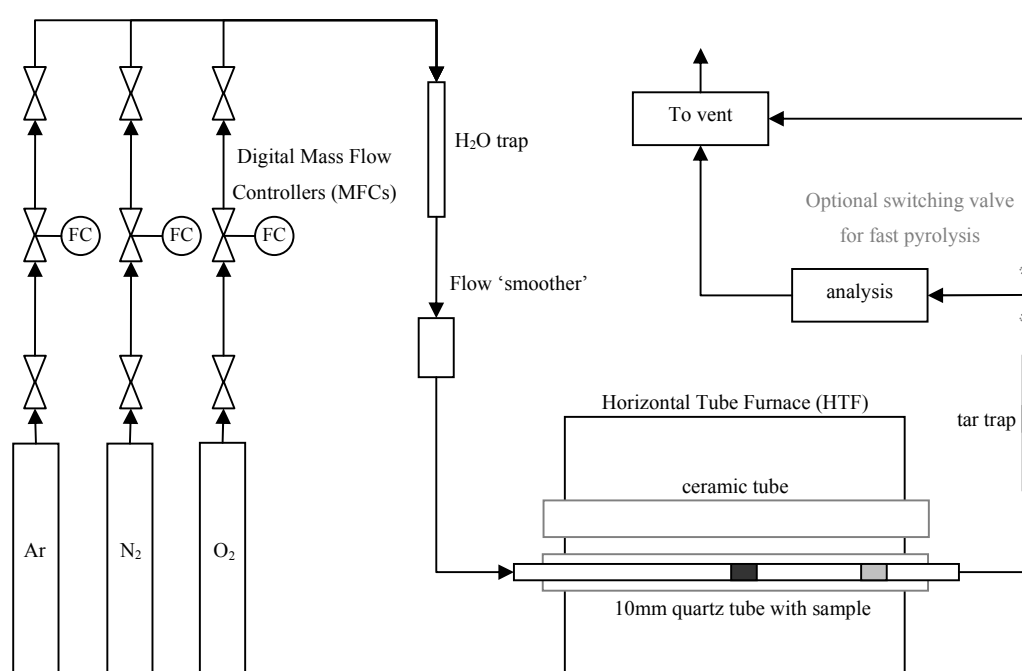 H₂O trap
To vent
Digital Mass Flow
Controllers (MFCs)
Optional switching valve
for fast pyrolysis
FC
FC
FC
Flow ‘smoother’
analysis
Horizontal Tube Furnace (HTF)
tar trap
ceramic tube
Ar
N₂
O₂
10mm quartz tube with sample